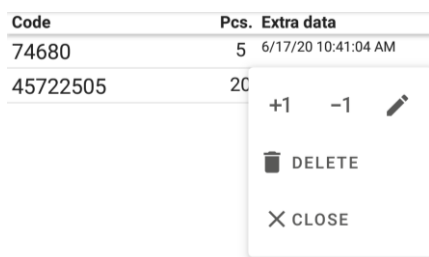 Code Pcs. Extra data
74680 5 6/17/20 10:41:04 AM
45722505 20
+1 −1
DELETE
CLOSE